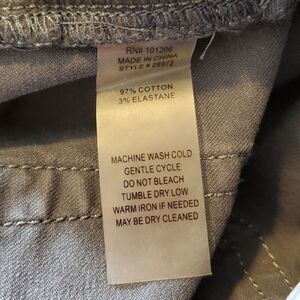 RN# 101206
MADE IN CHINA
STYLE # 26972
97% COTTON
3% ELASTANE
MACHINE WASH COLD
GENTLE CYCLE
DO NOT BLEACH
TUMBLE DRY LOW
WARM IRON IF NEEDED
MAY BE DRY CLEANED